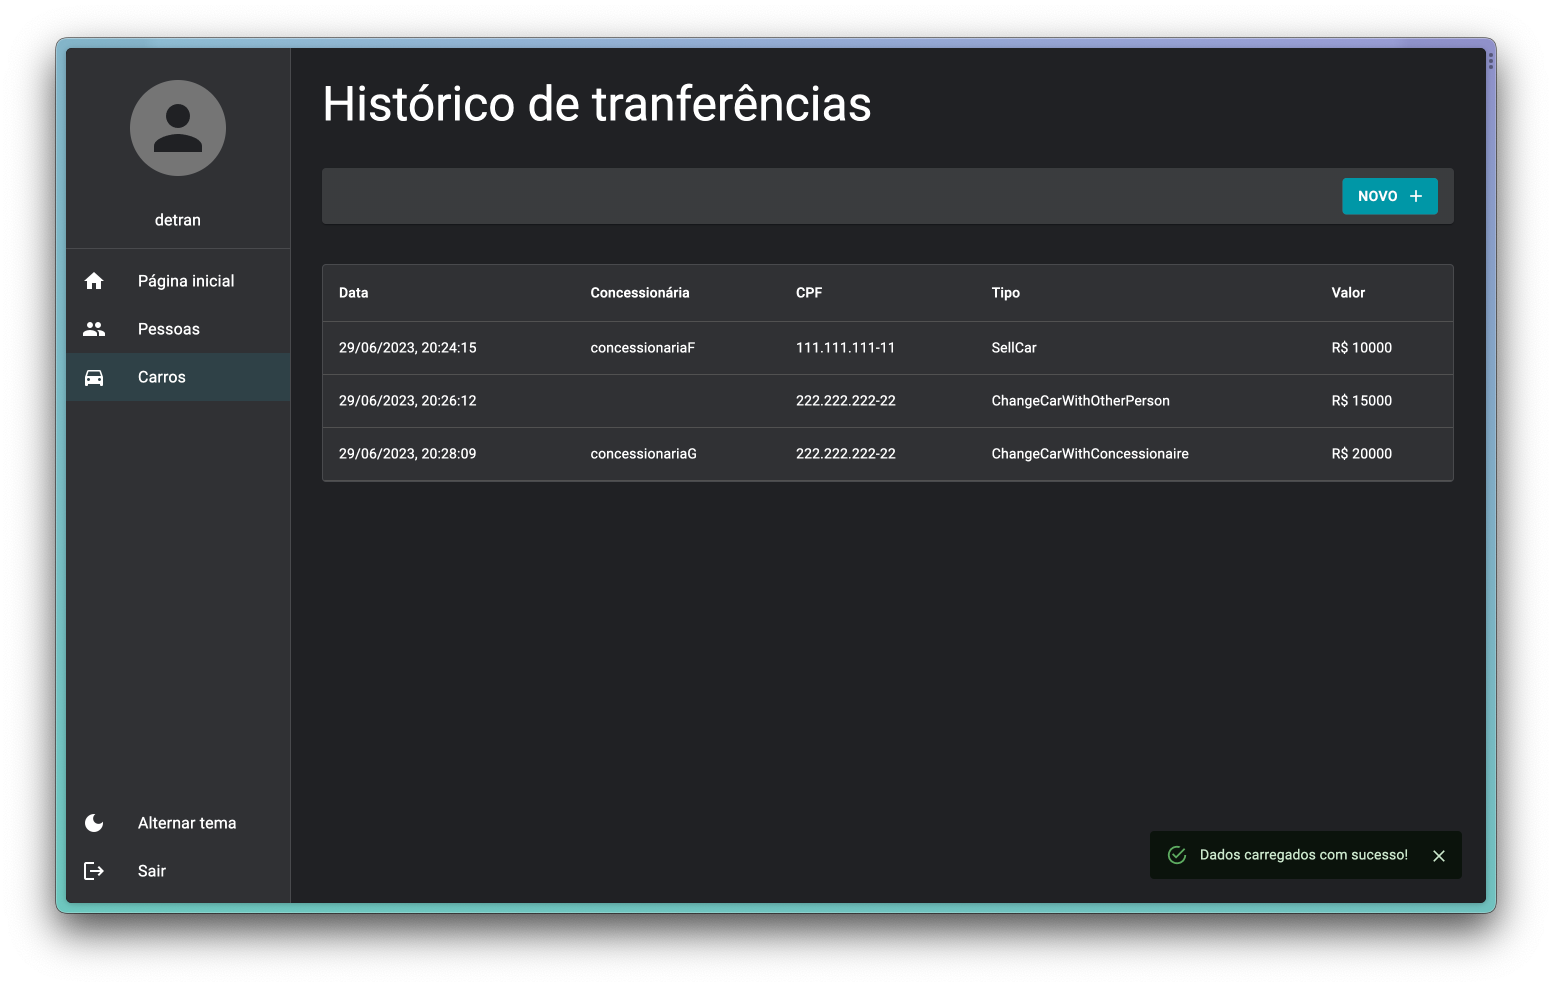 detran
Página inicial
Pessoas
Carros
Alternar tema
Sair
Histórico de tranferências
NOVO
Data Concessionária CPF Tipo Valor
29/06/2023, 20:24:15 concessionariaF 111.111.111-11 SellCar R$ 10000
29/06/2023, 20:26:12 222.222.222-22 ChangeCarWithOtherPerson R$ 15000
29/06/2023, 20:28:09 concessionariaG 222.222.222-22 ChangeCarWithConcessionaire R$ 20000
Dados carregados com sucesso!